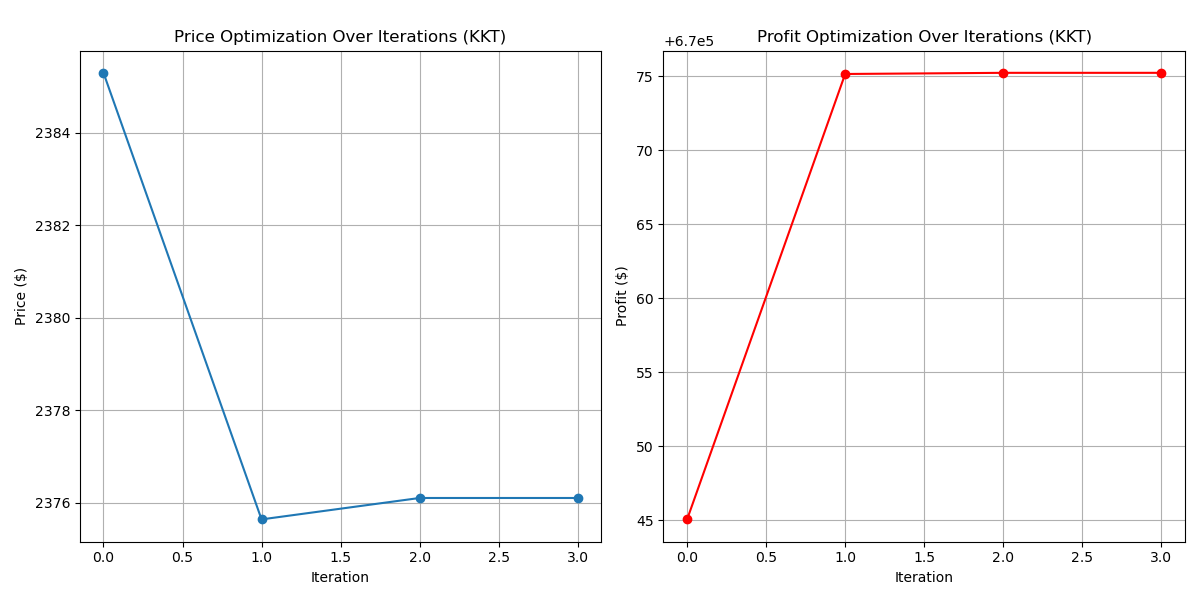 Price Optimization Over Iterations (KKT)
2384
2382
2380
2378
2376
Price ($)
0.0 0.5 1.0 1.5 2.0 2.5 3.0
Iteration
Profit Optimization Over Iterations (KKT)
+6.7e5
75
70
65
60
55
50
45
Profit ($)
0.0 0.5 1.0 1.5 2.0 2.5 3.0
Iteration